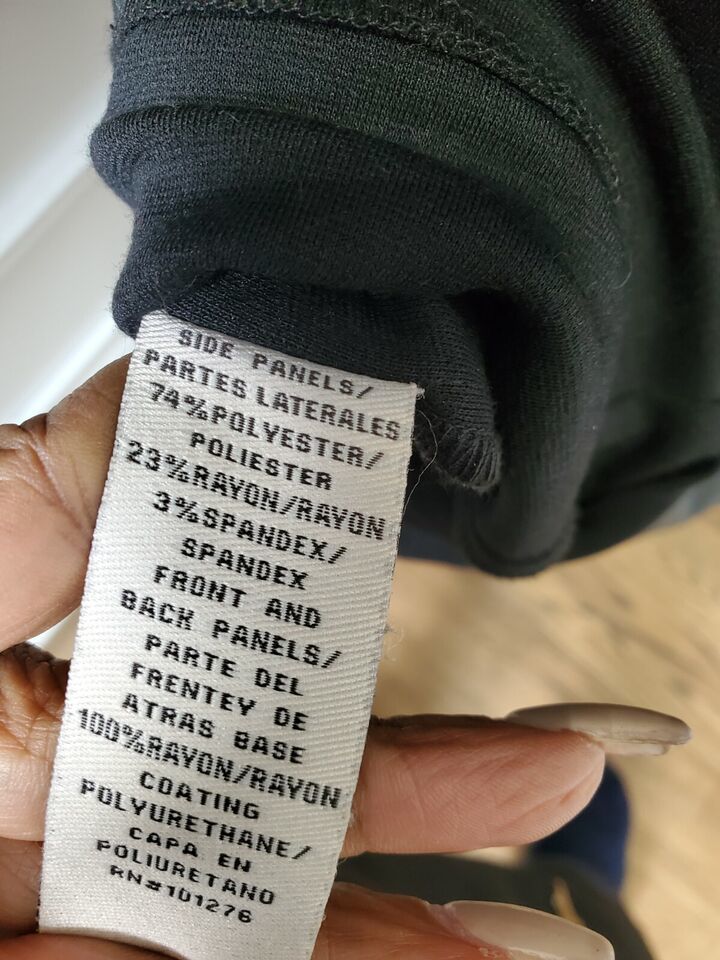 SIDE PANELS/
PARTES LATERALES
74%POLYESTER/
POLIESTER
23%RAYON/RAYON
3%SPANDEX/
SPANDEX
FRONT AND
BACK PANELS/
PARTE DEL
FRENTEY DE
ATRAS BASE
100%RAYON/RAYON
COATING
POLYURETHANE/
CAPA EN
POLIURETANO
RN#101276